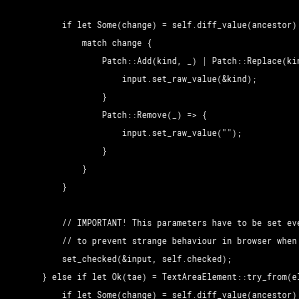 if let Some(change) = self.diff_value(ancestor)
match change {
Patch::Add(kind, _) | Patch::Replace(kin
input.set_raw_value(&kind);
}
Patch::Remove(_) => {
input.set_raw_value("");
}
}
}
// IMPORTANT! This parameters have to be set eve
// to prevent strange behaviour in browser when
set_checked(&input, self.checked);
} else if let Ok(tae) = TextAreaElement::try_from(el
if let Some(change) = self.diff_value(ancestor)